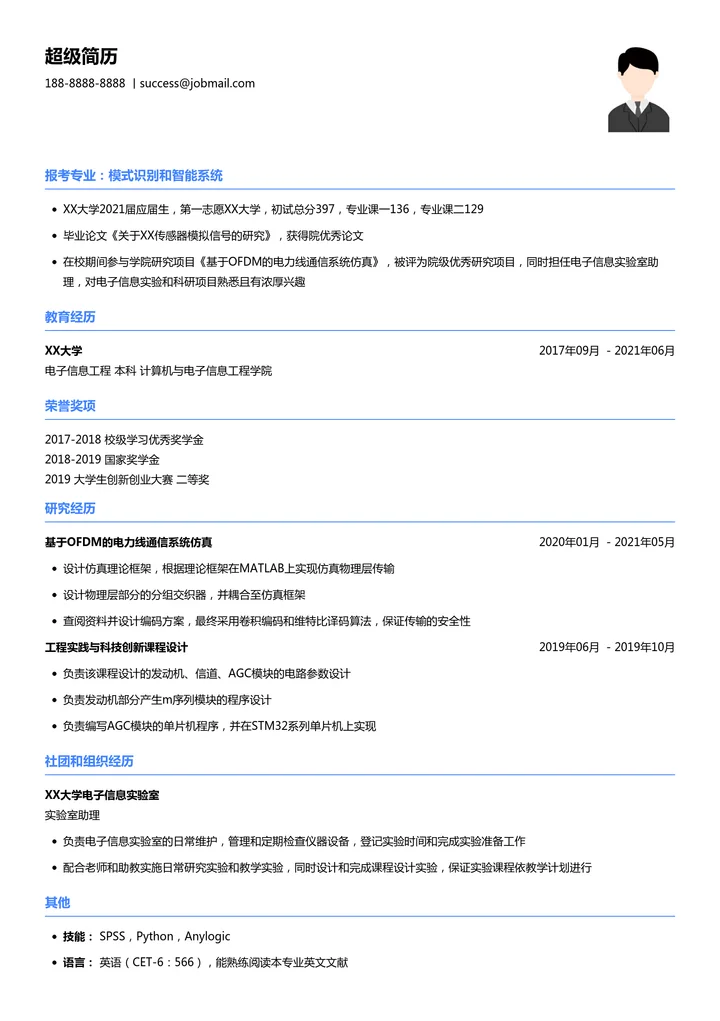 超级简历
188-8888-8888 | success@jobmail.com
报考专业：模式识别和智能系统
• XX大学2021届应届生，第一志愿XX大学，初试总分397，专业课一136，专业课二129
• 毕业论文《关于XX传感器模拟信号的研究》，获得院优秀论文
• 在校期间参与学院研究项目《基于OFDM的电力线通信系统仿真》，被评为院级优秀研究项目，同时担任电子信息实验室助
理，对电子信息实验和科研项目熟悉且有浓厚兴趣
教育经历
XX大学 2017年09月 - 2021年06月
电子信息工程 本科 计算机与电子信息工程学院
荣誉奖项
2017-2018 校级学习优秀奖学金
2018-2019 国家奖学金
2019 大学生创新创业大赛 二等奖
研究经历
基于OFDM的电力线通信系统仿真 2020年01月 - 2021年05月
• 设计仿真理论框架，根据理论框架在MATLAB上实现仿真物理层传输
• 设计物理层部分的分组交织器，并耦合至仿真框架
• 查阅资料并设计编码方案，最终采用卷积编码和维特比译码算法，保证传输的安全性
工程实践与科技创新课程设计 2019年06月 - 2019年10月
• 负责该课程设计的发动机、信道、AGC模块的电路参数设计
• 负责发动机部分产生m序列模块的程序设计
• 负责编写AGC模块的单片机程序，并在STM32系列单片机上实现
社团和组织经历
XX大学电子信息实验室
实验室助理
• 负责电子信息实验室的日常维护，管理和定期检查仪器设备，登记实验时间和完成实验准备工作
• 配合老师和助教实施日常研究实验和教学实验，同时设计和完成课程设计实验，保证实验课程依教学计划进行
其他
• 技能： SPSS，Python，Anylogic
• 语言： 英语（CET-6：566），能熟练阅读本专业英文文献